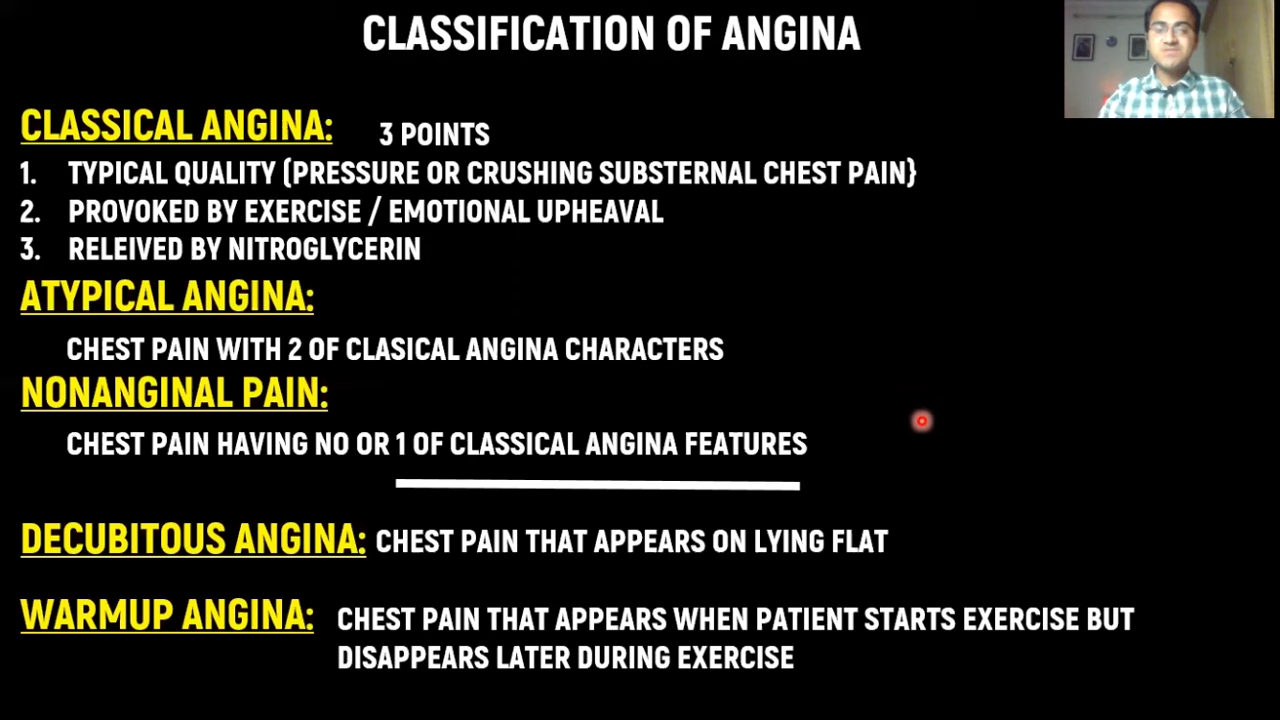 CLASSIFICATION OF ANGINA
CLASSICAL ANGINA: 3 POINTS
1. TYPICAL QUALITY (PRESSURE OR CRUSHING SUBSTERNAL CHEST PAIN}
2. PROVOKED BY EXERCISE / EMOTIONAL UPHEAVAL
3. RELEIVED BY NITROGLYCERIN
ATYPICAL ANGINA:
CHEST PAIN WITH 2 OF CLASICAL ANGINA CHARACTERS
NONANGINAL PAIN:
CHEST PAIN HAVING NO OR 1 OF CLASSICAL ANGINA FEATURES
DECUBITOUS ANGINA: CHEST PAIN THAT APPEARS ON LYING FLAT
WARMUP ANGINA: CHEST PAIN THAT APPEARS WHEN PATIENT STARTS EXERCISE BUT
DISAPPEARS LATER DURING EXERCISE